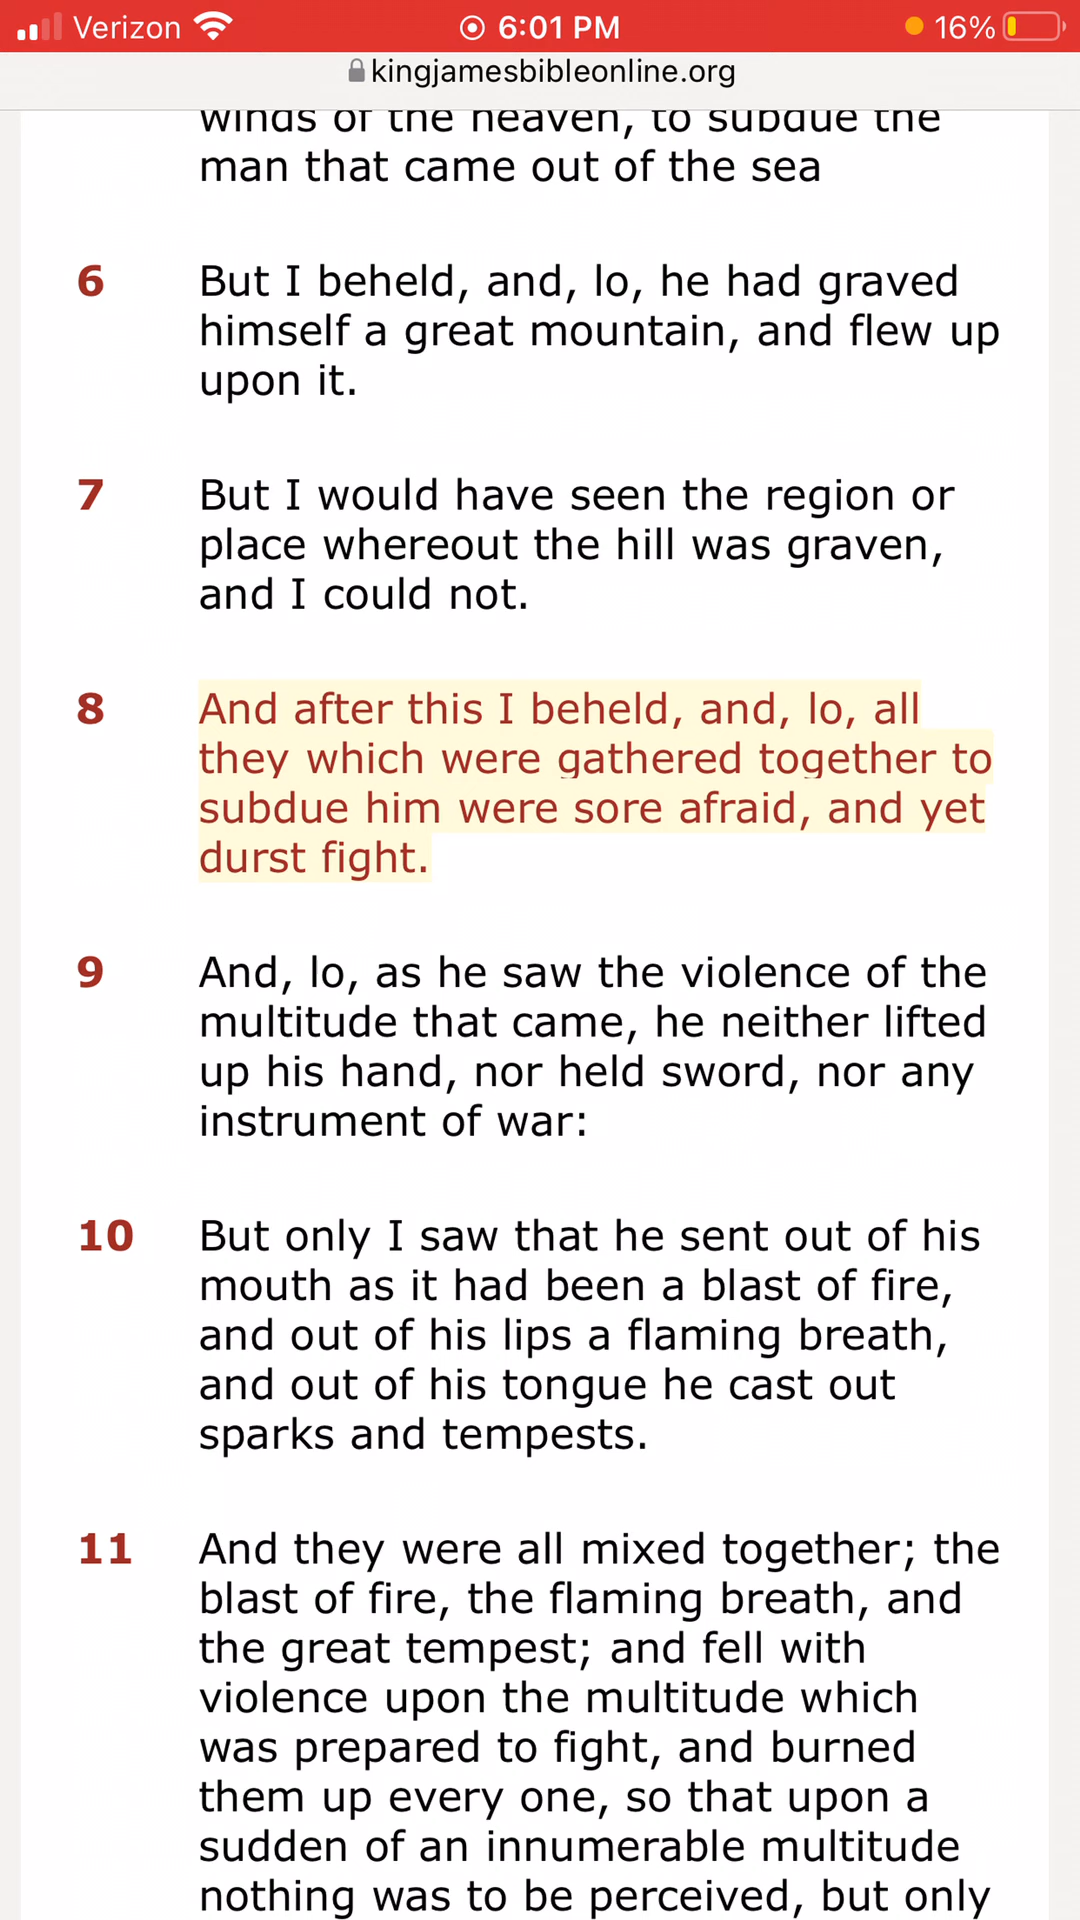 Verizon 6:01 PM 16%
kingjamesbibleonline.org
winds of the heaven, to subdue the
man that came out of the sea
6 But I beheld, and, lo, he had graved
himself a great mountain, and flew up
upon it.
7 But I would have seen the region or
place whereout the hill was graven,
and I could not.
8 And after this I beheld, and, lo, all
they which were gathered together to
subdue him were sore afraid, and yet
durst fight.
9 And, lo, as he saw the violence of the
multitude that came, he neither lifted
up his hand, nor held sword, nor any
instrument of war:
10 But only I saw that he sent out of his
mouth as it had been a blast of fire,
and out of his lips a flaming breath,
and out of his tongue he cast out
sparks and tempests.
11 And they were all mixed together; the
blast of fire, the flaming breath, and
the great tempest; and fell with
violence upon the multitude which
was prepared to fight, and burned
them up every one, so that upon a
sudden of an innumerable multitude
nothing was to be perceived, but only